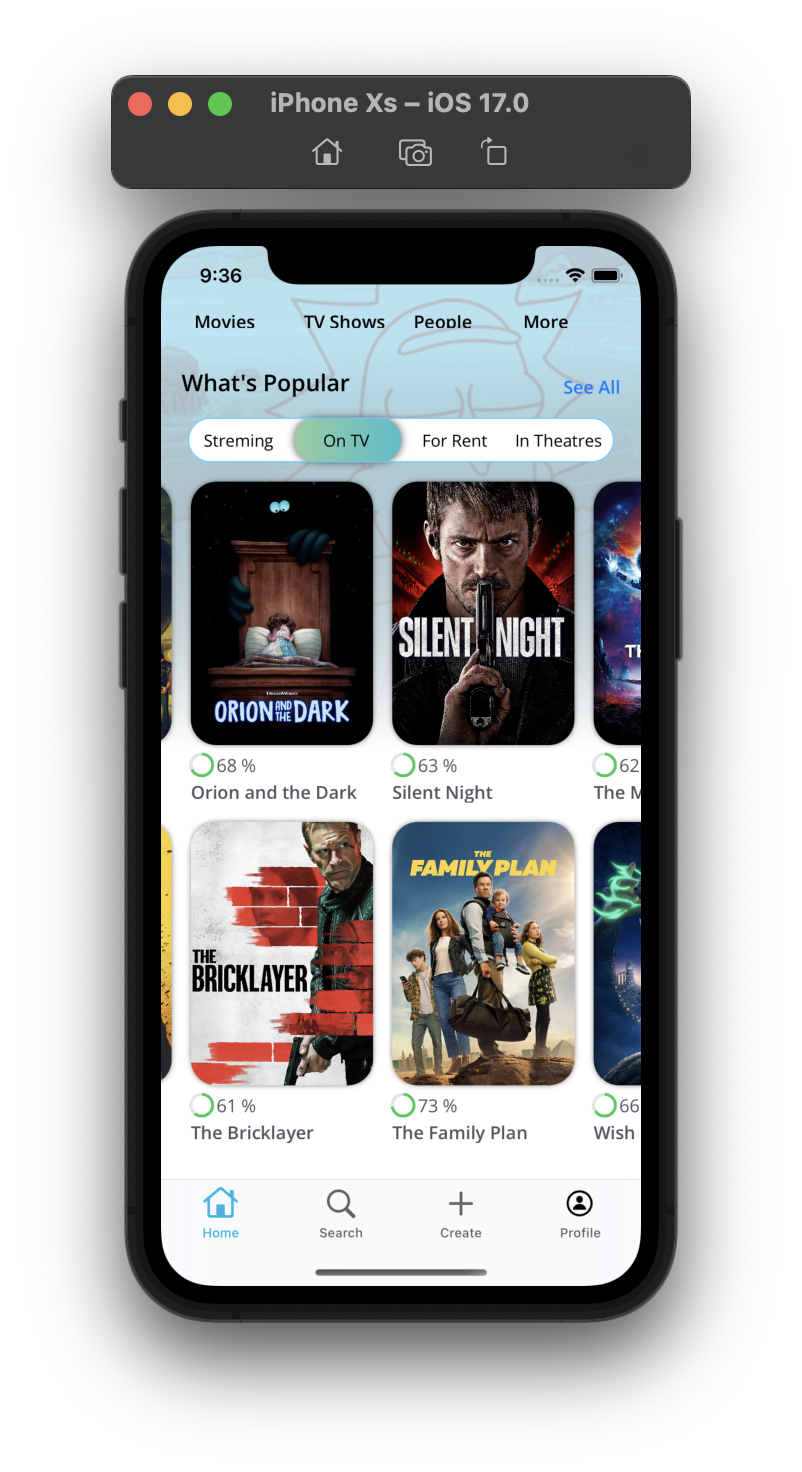 iPhone Xs – iOS 17.0
9:36
Movies TV Shows People More
What's Popular See All
Streming On TV For Rent In Theatres
DREAMWORKS
ORION AND THE DARK
SILENT NIGHT
68 % 63 % 62
Orion and the Dark Silent Night The M
THE
BRICKLAYER
THE
FAMILY PLAN
61 % 73 % 66
The Bricklayer The Family Plan Wish
Home Search Create Profile